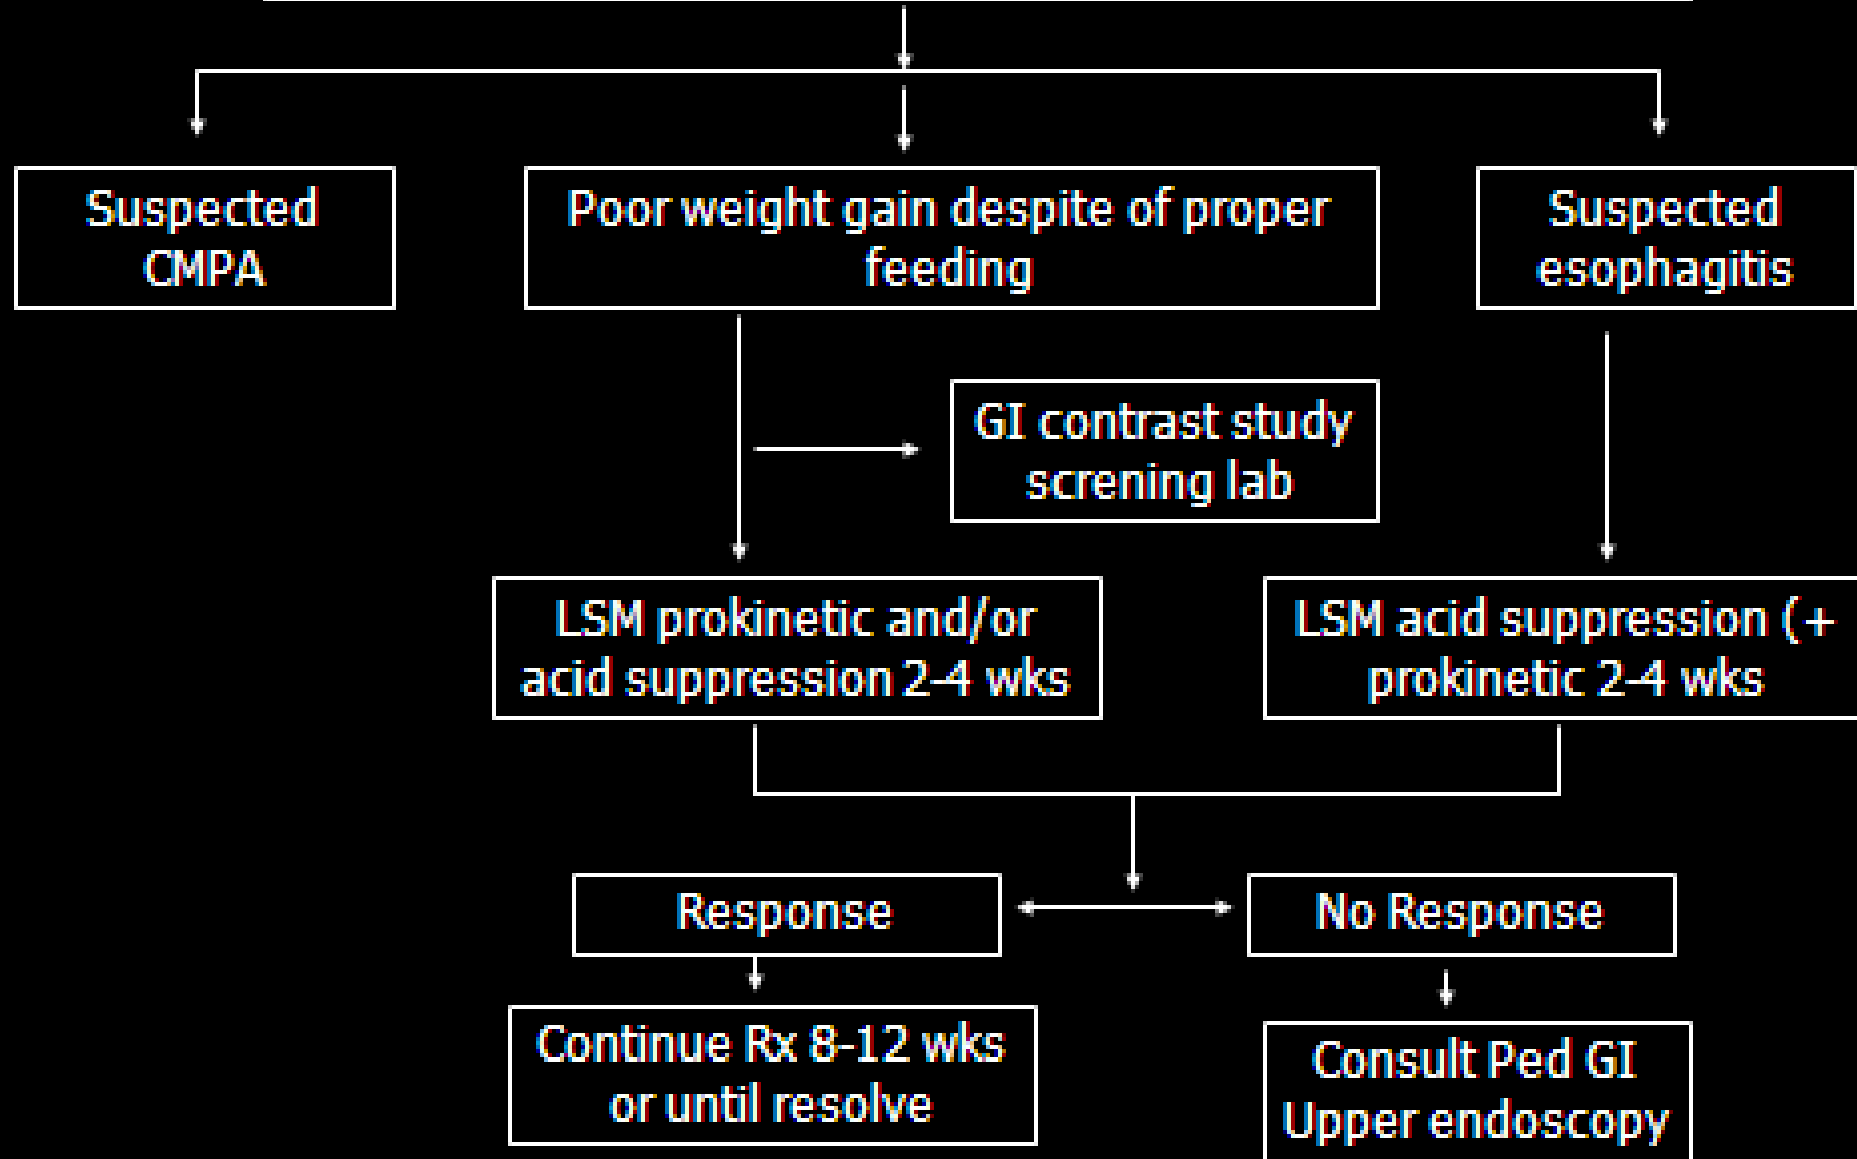 Suspected
CMPA
Poor weight gain despite of proper
feeding
Suspected
esophagitis
GI contrast study
screning lab
LSM prokinetic and/or
acid suppression 2-4 wks
LSM acid suppression (+
prokinetic 2-4 wks
Response
No Response
Continue Rx 8-12 wks
or until resolve
Consult Ped GI
Upper endoscopy